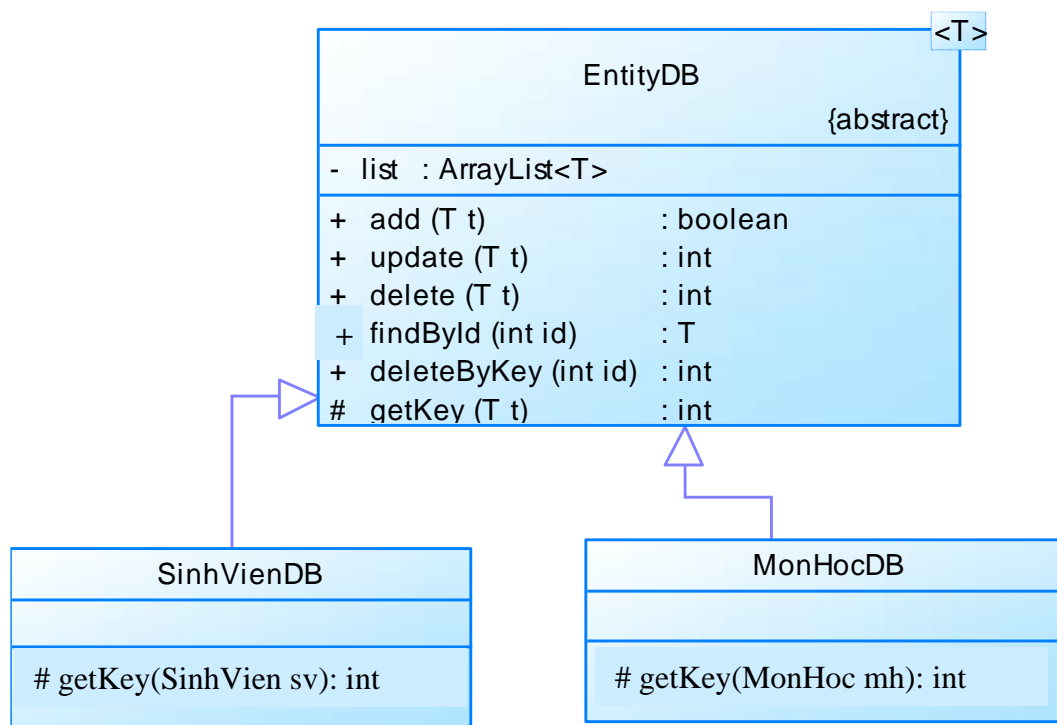 <T>
EntityDB
{abstract}
- list : ArrayList<T>
+ add (T t) : boolean
+ update (T t) : int
+ delete (T t) : int
+ findById (int id) : T
+ deleteByKey (int id) : int
# getKey (T t) : int
SinhVienDB
# getKey(SinhVien sv): int
MonHocDB
# getKey(MonHoc mh): int